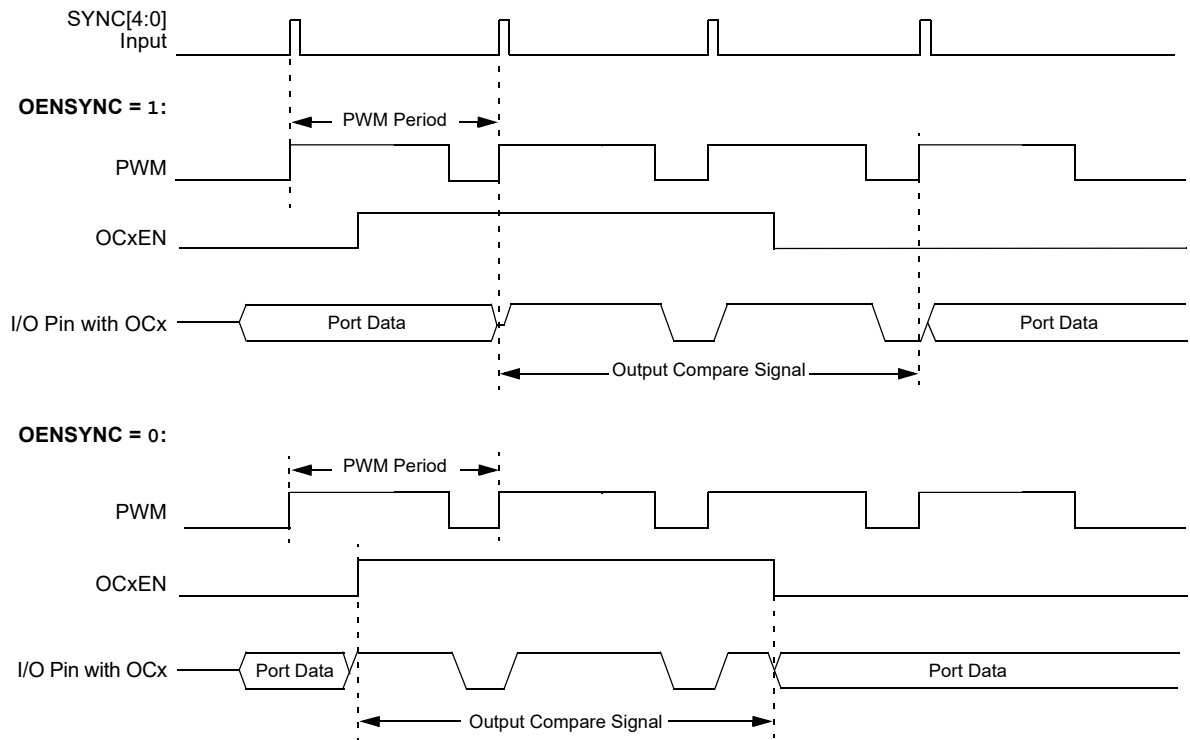 SYNC[4:0]
Input
OENSYNC = 1:
PWM Period
PWM
OCxEN
I/O Pin with OCx
Port Data
Port Data
Output Compare Signal
OENSYNC = 0:
PWM Period
PWM
OCxEN
I/O Pin with OCx
Port Data
Port Data
Output Compare Signal